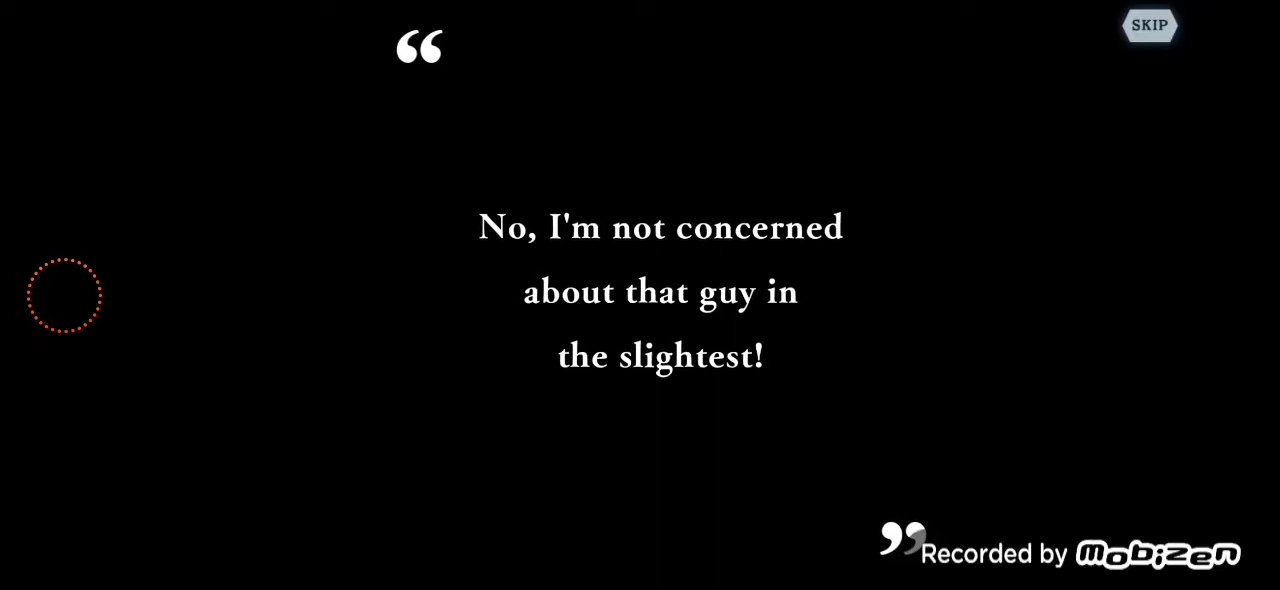 “
SKIP
No, I'm not concerned
about that guy in
the slightest!
”
Recorded by mobizen